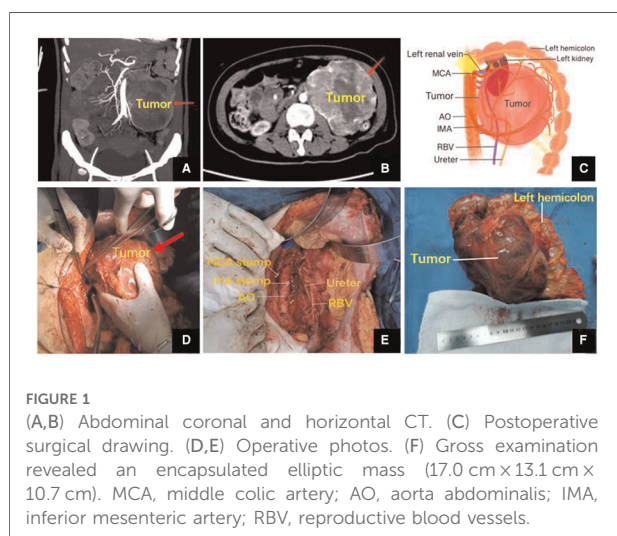 Tumor
A
Tumor
B
Left renal vein
Left hemicolon
Left kidney
MCA
Tumor
Tumor
AO
IMA
RBV
Ureter
C
Tumor
D
MCA stump
IMA stump
AO
Ureter
RBV
E
Left hemicolon
Tumor
F
FIGURE 1
(A,B) Abdominal coronal and horizontal CT. (C) Postoperative
surgical drawing. (D,E) Operative photos. (F) Gross examination
revealed an encapsulated elliptic mass (17.0 cm × 13.1 cm ×
10.7 cm). MCA, middle colic artery; AO, aorta abdominalis; IMA,
inferior mesenteric artery; RBV, reproductive blood vessels.